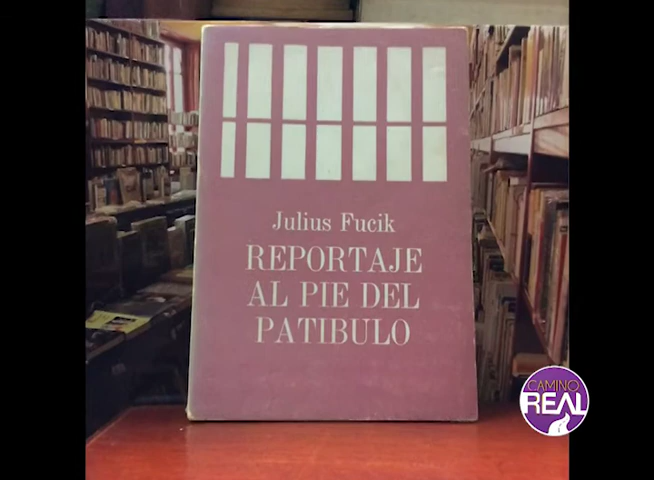 Julius Fucik
REPORTAJE
AL PIE DEL
PATIBULO
CAMINO
REAL